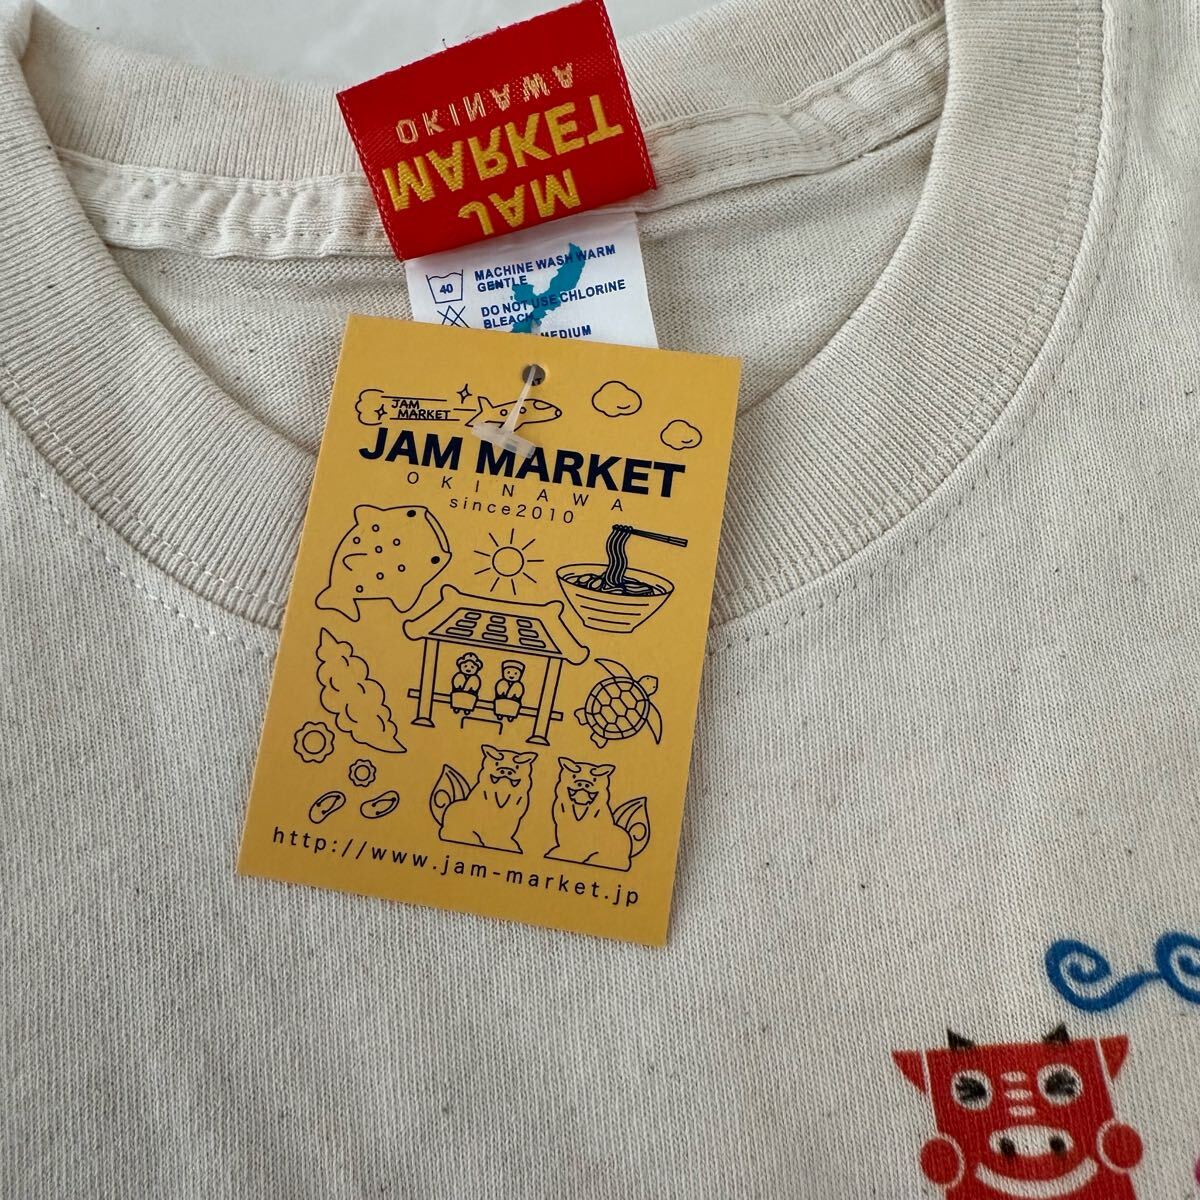 JAM
MARKET
OKINAWA
40
MACHINE WASH WARM
GENTLE
DO NOT USE CHLORINE
BLEACH
MEDIUM
JAM
MARKET
JAM MARKET
OKINAWA
since2010
http://www.jam-market.jp